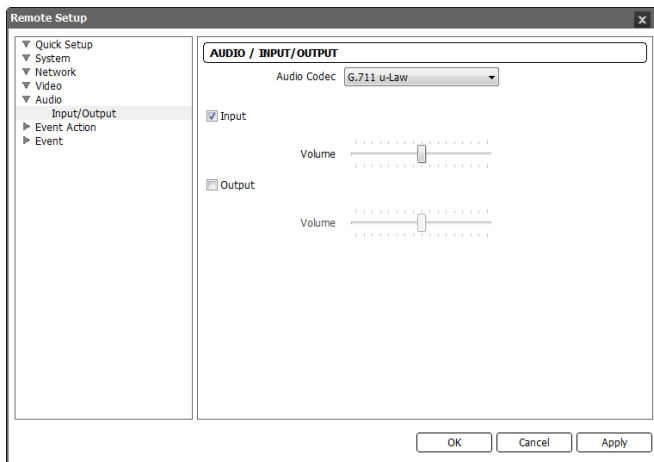 Remote Setup
x
Quick Setup
System
Network
Video
Audio
Input/Output
Event Action
Event
AUDIO / INPUT/OUTPUT
Audio Codec G.711 u-Law
Input
Volume
Output
Volume
OK Cancel Apply